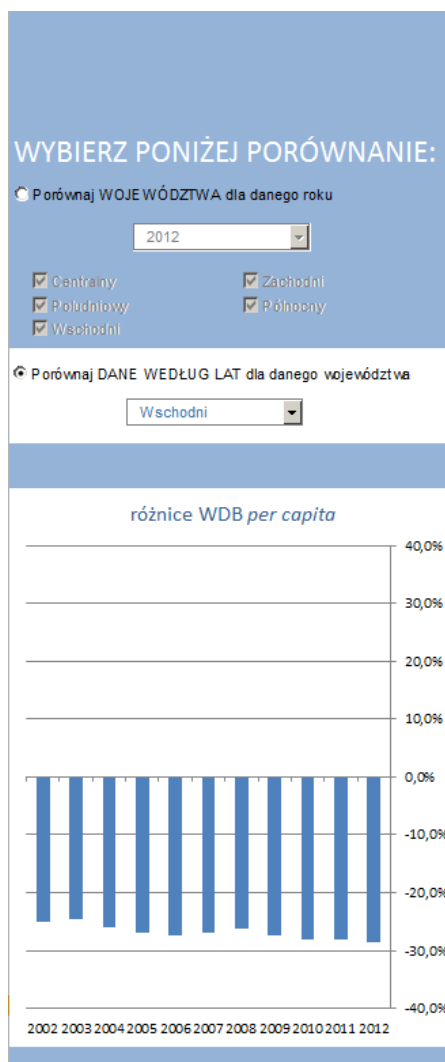 WYBIERZ PONIŻEJ PORÓWNANIE:
Porównaj WOJEWÓDZTWA dla danego roku
2012
Centralny Zachodni
Południowy Północny
Wschodni
Porównaj DANE WEDŁUG LAT dla danego województwa
Wschodni
różnice WDB per capita
40,0%
30,0%
20,0%
10,0%
0,0%
-10,0%
-20,0%
-30,0%
-40,0%
2002 2003 2004 2005 2006 2007 2008 2009 2010 2011 2012